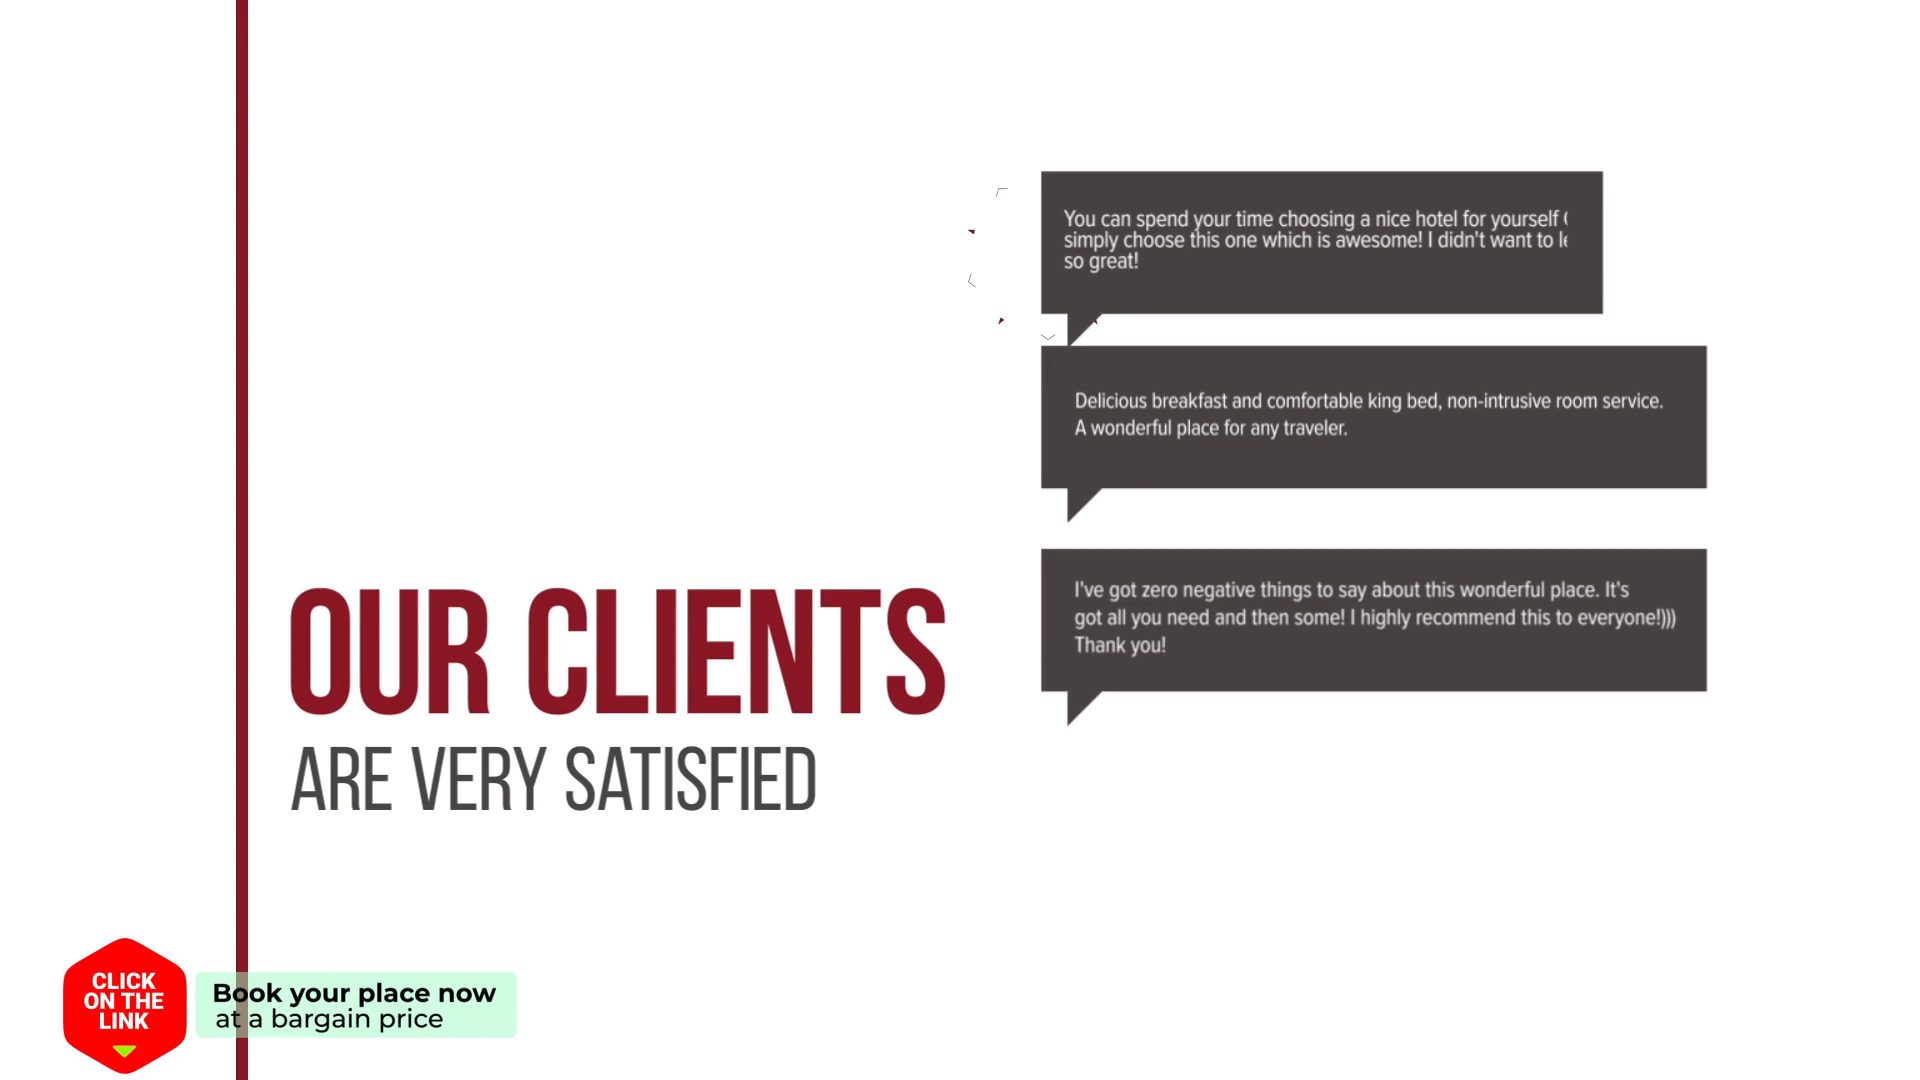 You can spend your time choosing a nice hotel for yourself
simply choose this one which is awesome! I didn't want to
so great!
Delicious breakfast and comfortable king bed, non-intrusive room service.
A wonderful place for any traveler.
I've got zero negative things to say about this wonderful place. It's
got all you need and then some! I highly recommend this to everyone!)))
Thank you!
OUR CLIENTS
ARE VERY SATISFIED
CLICK
ON THE
LINK
Book your place now
at a bargain price